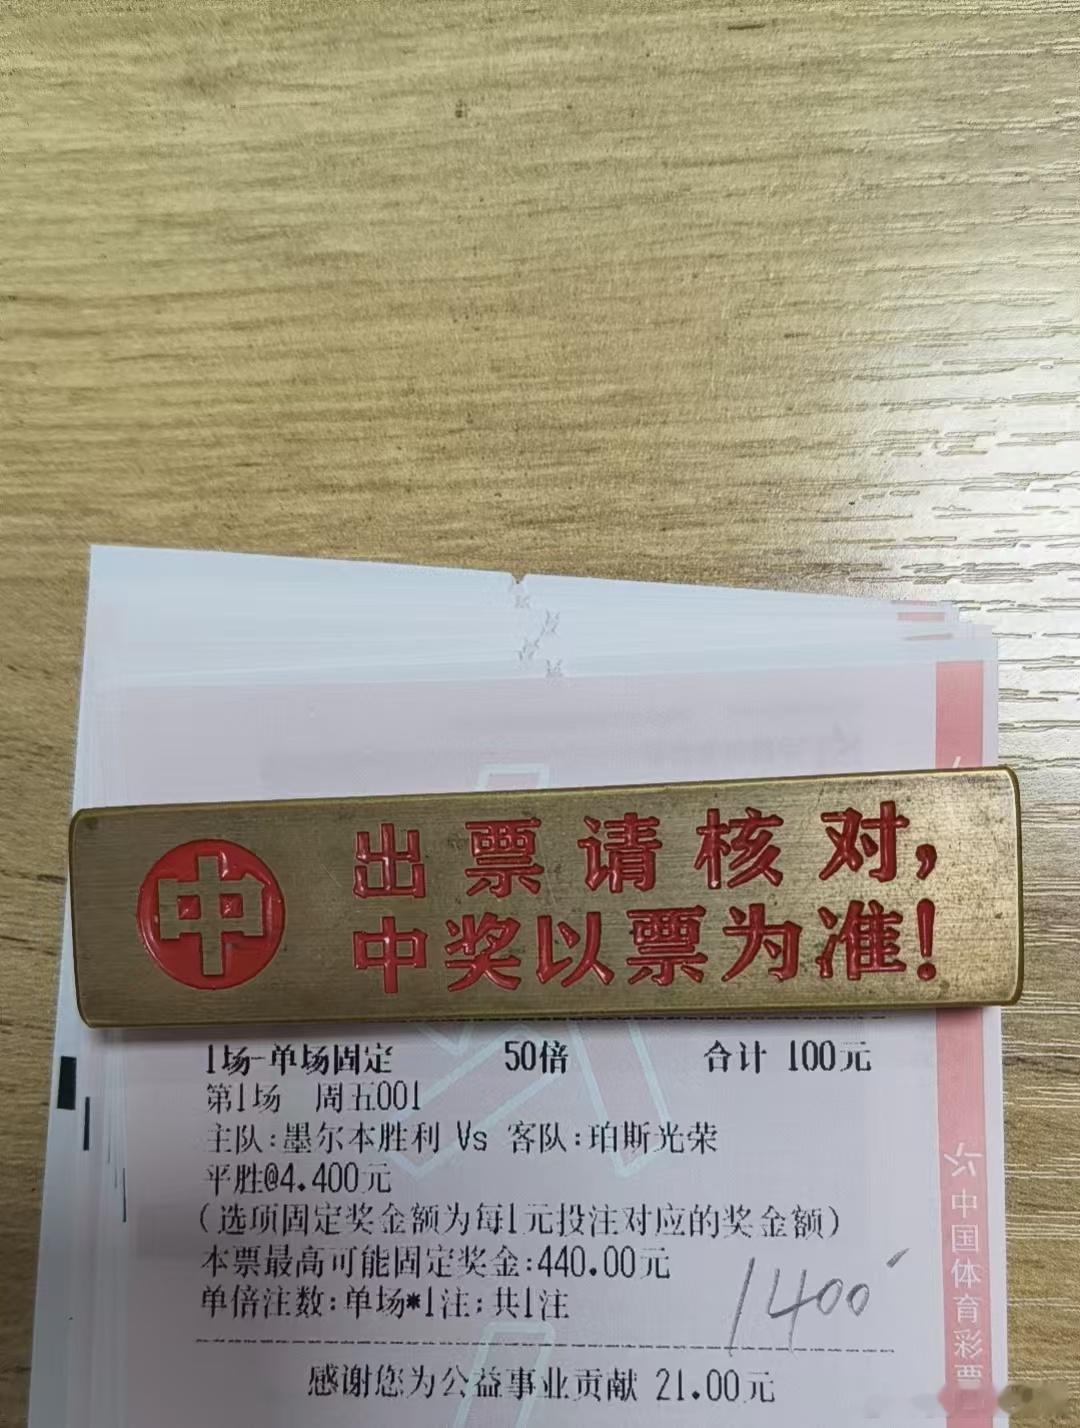 中 出票请核对,
中奖以票为准!
1场-单场固定 50倍 合计 100元
第1场 周五001
主队:墨尔本胜利 Vs 客队:珀斯光荣
平胜@4.400元
(选项固定奖金额为每1元投注对应的奖金额)
本票最高可能固定奖金:440.00元
单倍注数:单场*1注;共1注
1400
感谢您为公益事业贡献 21.00元
中国体育彩票